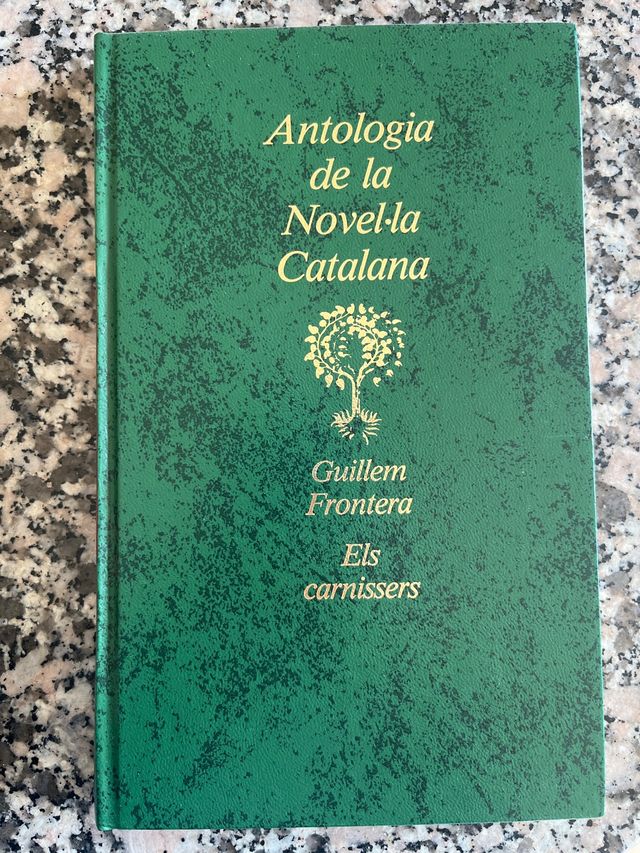 Antologia
de la
Novel·la
Catalana
Guillem
Frontera
Els
carnissers